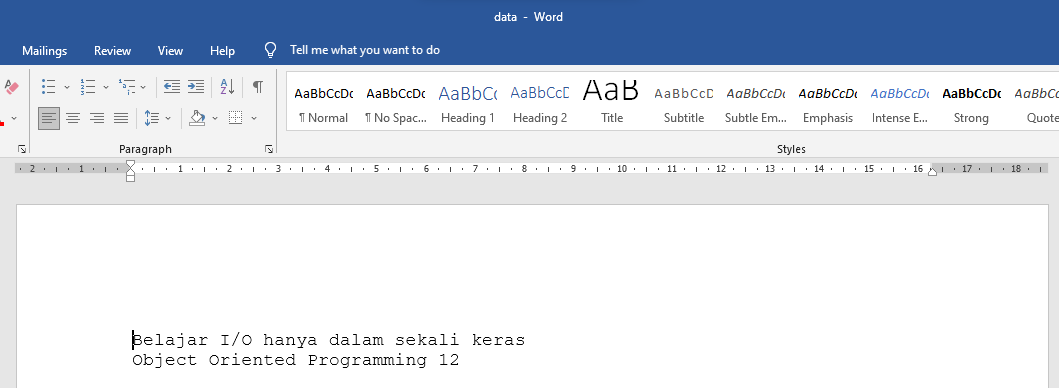 data - Word
Mailings Review View Help Tell me what you want to do
AaBbCcDc AaBbCcDc AaBbCc AaBbCcD AaB AaBbCcD AaBbCcDc AaBbCcDc AaBbCcDc AaBbCcDc AaBbCcDc
¶ Normal ¶ No Spac... Heading 1 Heading 2 Title Subtitle Subtle Em... Emphasis Intense E... Strong Quote
Paragraph Styles
2 1 1 2 3 4 5 6 7 8 9 10 11 12 13 14 15 16 17 18
Belajar I/O hanya dalam sekali keras
Object Oriented Programming 12